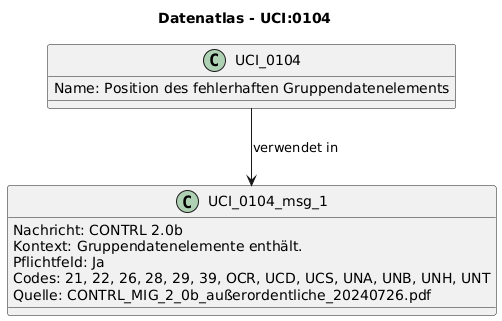 Datenatlas - UCI:0104
C UCI_0104
Name: Position des fehlerhaften Gruppendatenelements
verwendet in
C UCI_0104_msg_1
Nachricht: CONTRL 2.0b
Kontext: Gruppendatenelemente enthält.
Pflichtfeld: Ja
Codes: 21, 22, 26, 28, 29, 39, OCR, UCD, UCS, UNA, UNB, UNH, UNT
Quelle: CONTRL_MIG_2_0b_außerordentliche_20240726.pdf